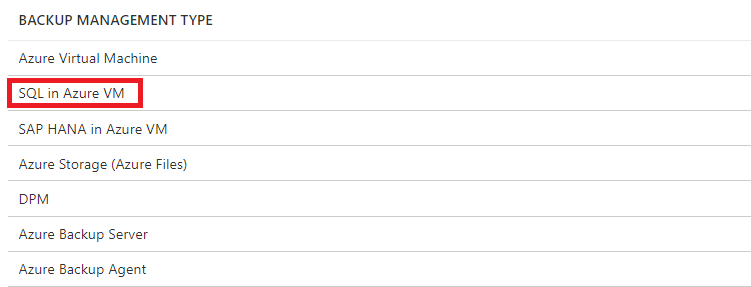 BACKUP MANAGEMENT TYPE
Azure Virtual Machine
SQL in Azure VM
SAP HANA in Azure VM
Azure Storage (Azure Files)
DPM
Azure Backup Server
Azure Backup Agent